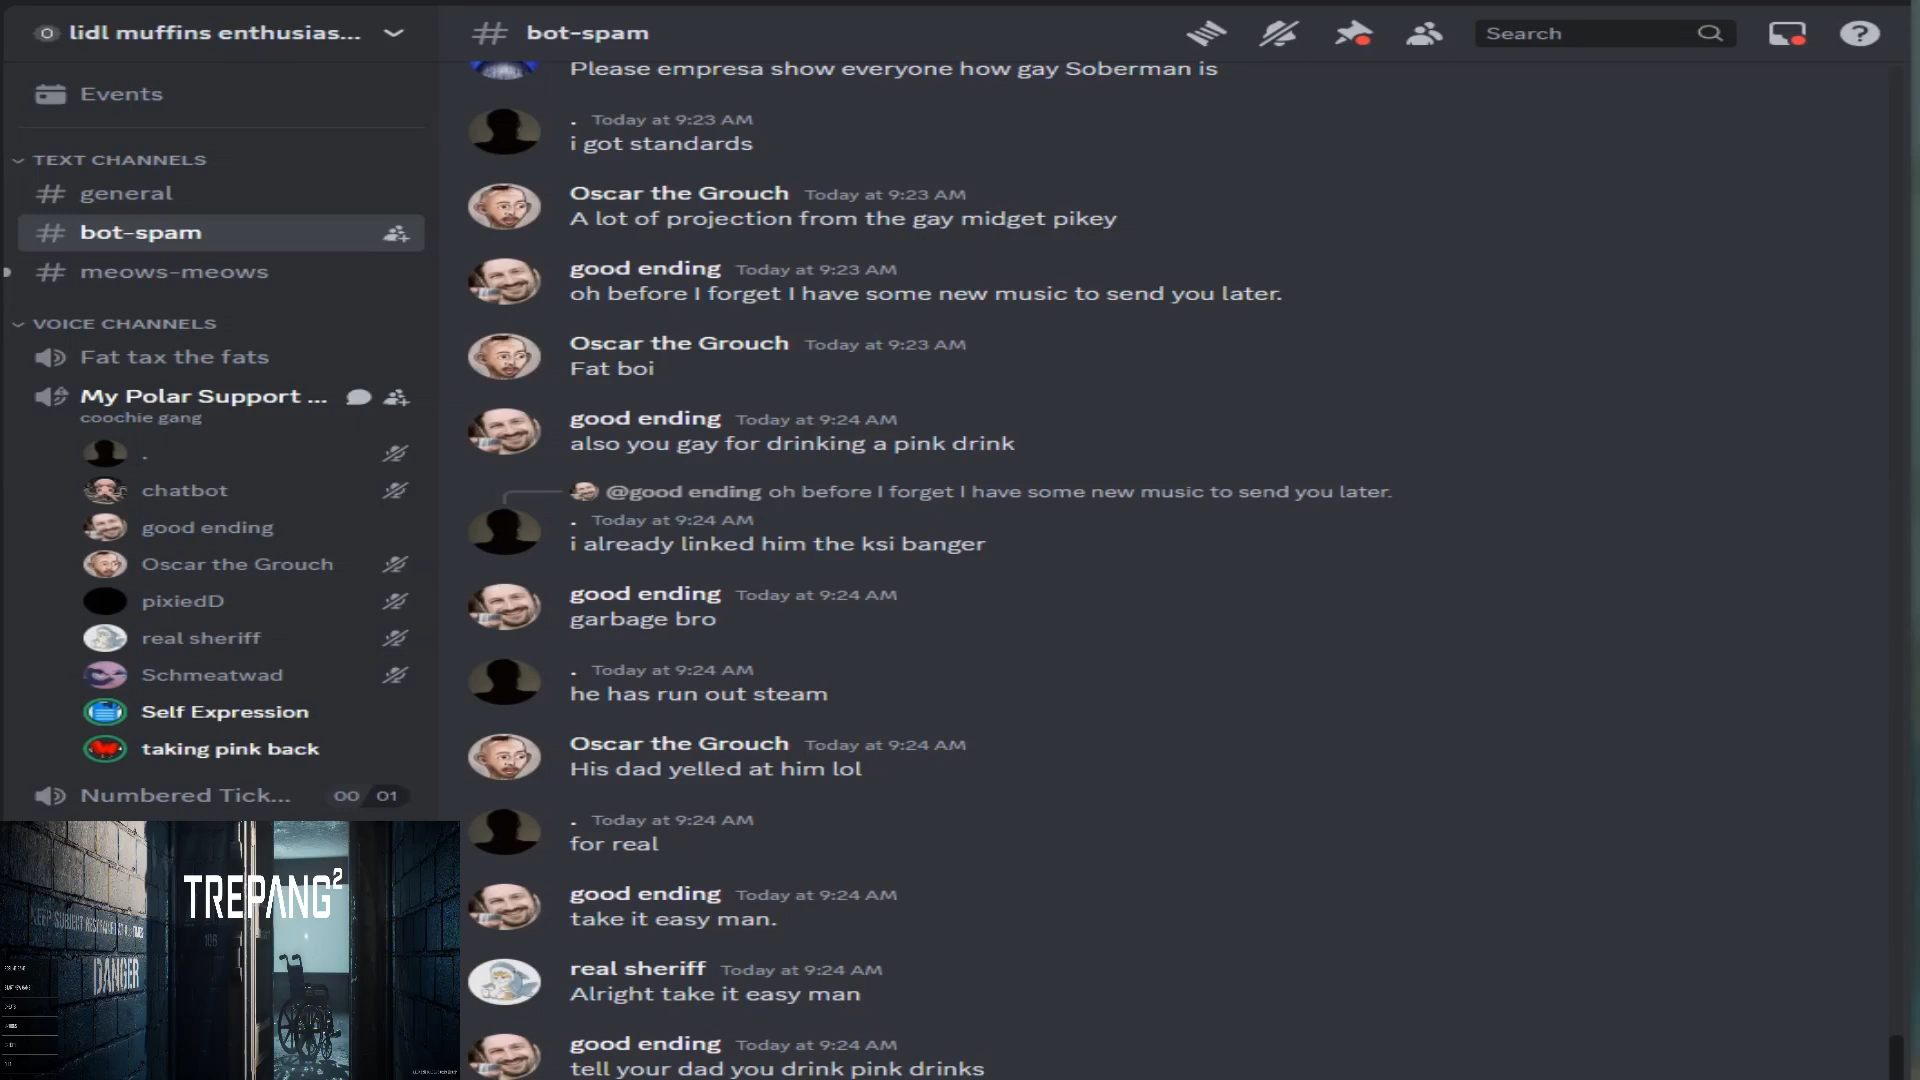 lidl muffins enthusias...
Events
TEXT CHANNELS
general
bot-spam
meows-meows
VOICE CHANNELS
Fat tax the fats
My Polar Support ...
coochie gang
.
chatbot
good ending
Oscar the Grouch
pixiedD
real sheriff
Schmeatwad
Self Expression
taking pink back
Numbered Tick... 00 01
TREPANG²
106
DANGER
# bot-spam
Search
Please empresa show everyone how gay Soberman is
. Today at 9:23 AM
i got standards
Oscar the Grouch Today at 9:23 AM
A lot of projection from the gay midget pikey
good ending Today at 9:23 AM
oh before I forget I have some new music to send you later.
Oscar the Grouch Today at 9:23 AM
Fat boi
good ending Today at 9:24 AM
also you gay for drinking a pink drink
@good ending oh before I forget I have some new music to send you later.
. Today at 9:24 AM
i already linked him the ksi banger
good ending Today at 9:24 AM
garbage bro
. Today at 9:24 AM
he has run out steam
Oscar the Grouch Today at 9:24 AM
His dad yelled at him lol
. Today at 9:24 AM
for real
good ending Today at 9:24 AM
take it easy man.
real sheriff Today at 9:24 AM
Alright take it easy man
good ending Today at 9:24 AM
tell your dad you drink pink drinks